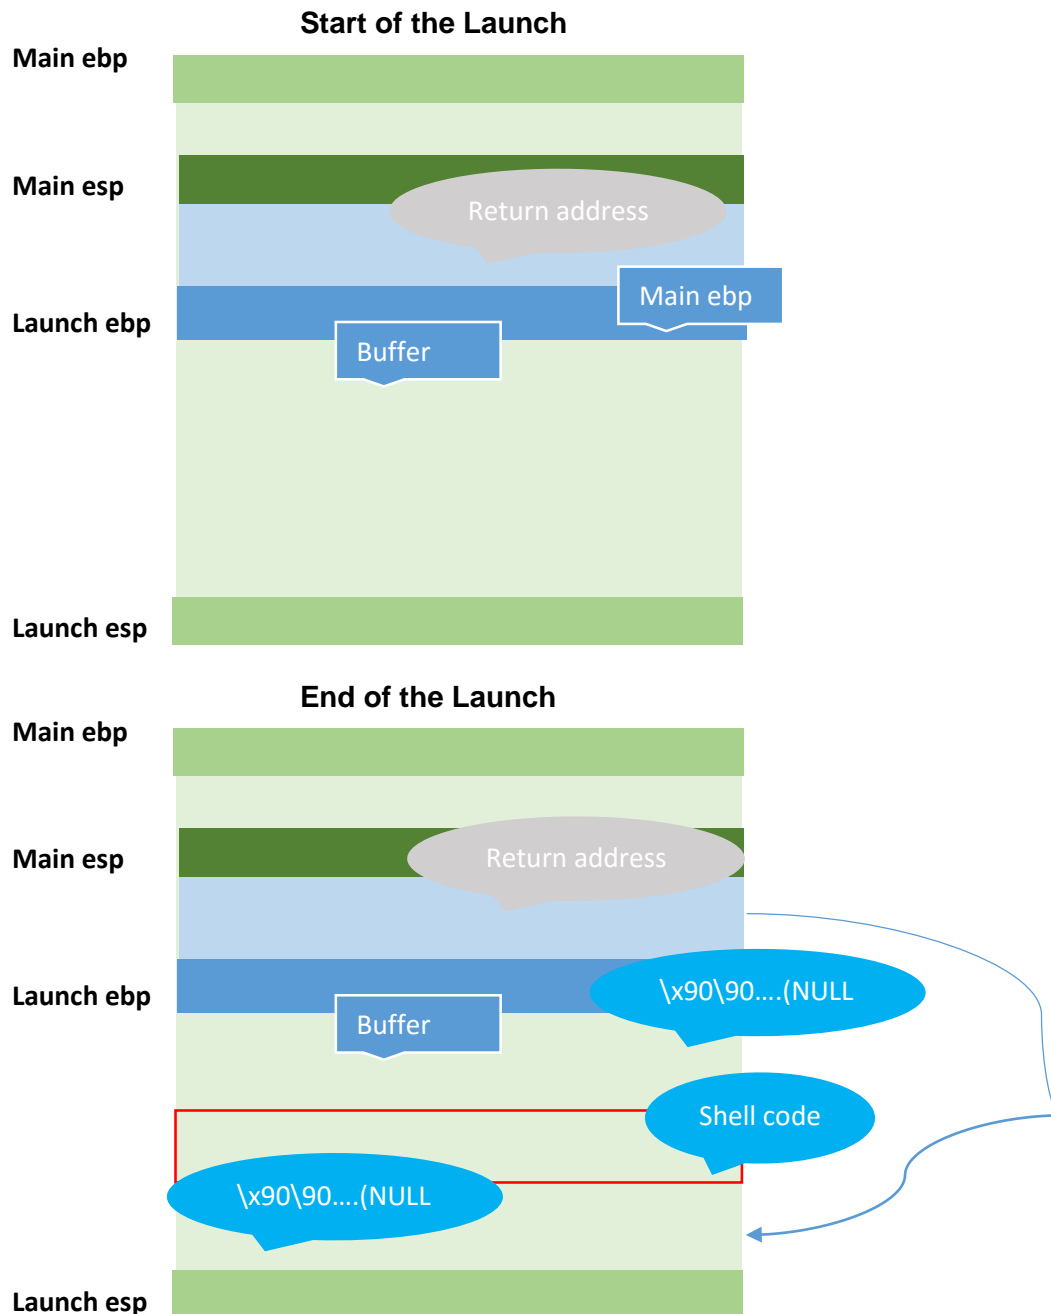 Start of the Launch
Main ebp
Main esp
Return address
Main ebp
Launch ebp
Buffer
Launch esp
End of the Launch
Main ebp
Main esp
Return address
\x90\90....(NULL
Launch ebp
Buffer
Shell code
\x90\90....(NULL
Launch esp